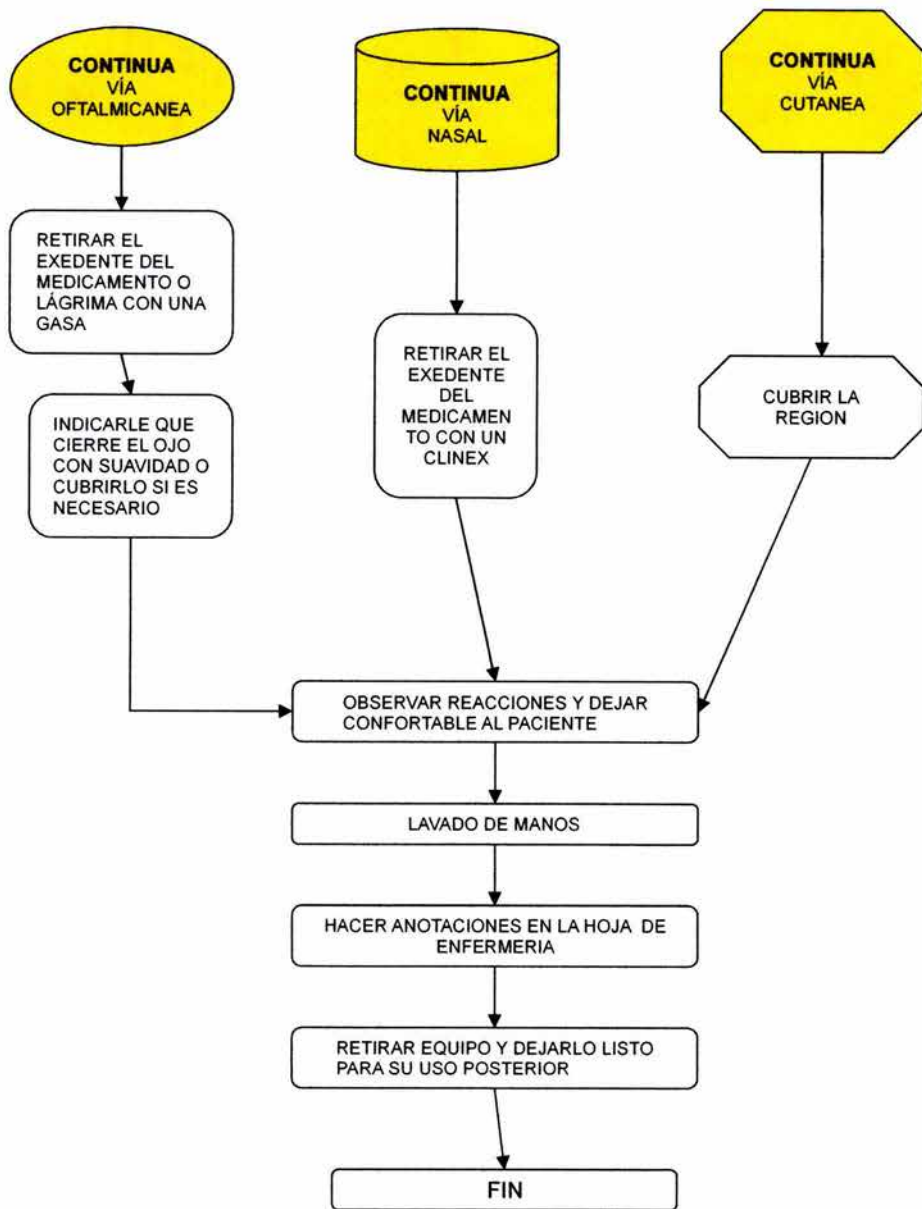 CONTINUA
VÍA
OFTALMICANEA
CONTINUA
VÍA
NASAL
CONTINUA
VÍA
CUTANEA
RETIRAR EL
EXEDENTE DEL
MEDICAMENTO O
LÁGRIMA CON UNA
GASA
RETIRAR EL
EXEDENTE
DEL
MEDICAMEN
TO CON UN
CLINEX
CUBRIR LA
REGION
INDICARLE QUE
CIERRE EL OJO
CON SUAVIDAD O
CUBRIRLO SI ES
NECESARIO
OBSERVAR REACCIONES Y DEJAR
CONFORTABLE AL PACIENTE
LAVADO DE MANOS
HACER ANOTACIONES EN LA HOJA DE
ENFERMERIA
RETIRAR EQUIPO Y DEJARLO LISTO
PARA SU USO POSTERIOR
FIN